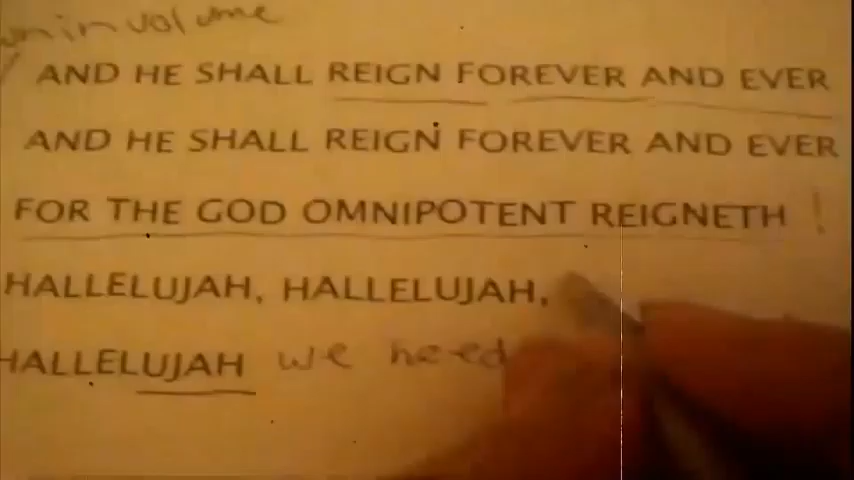 in volume
AND HE SHALL REIGN FOREVER AND EVER
AND HE SHALL REIGN FOREVER AND EVER
FOR THE GOD OMNIPOTENT REIGNETH !
HALLELUJAH, HALLELUJAH,
HALLELUJAH we need